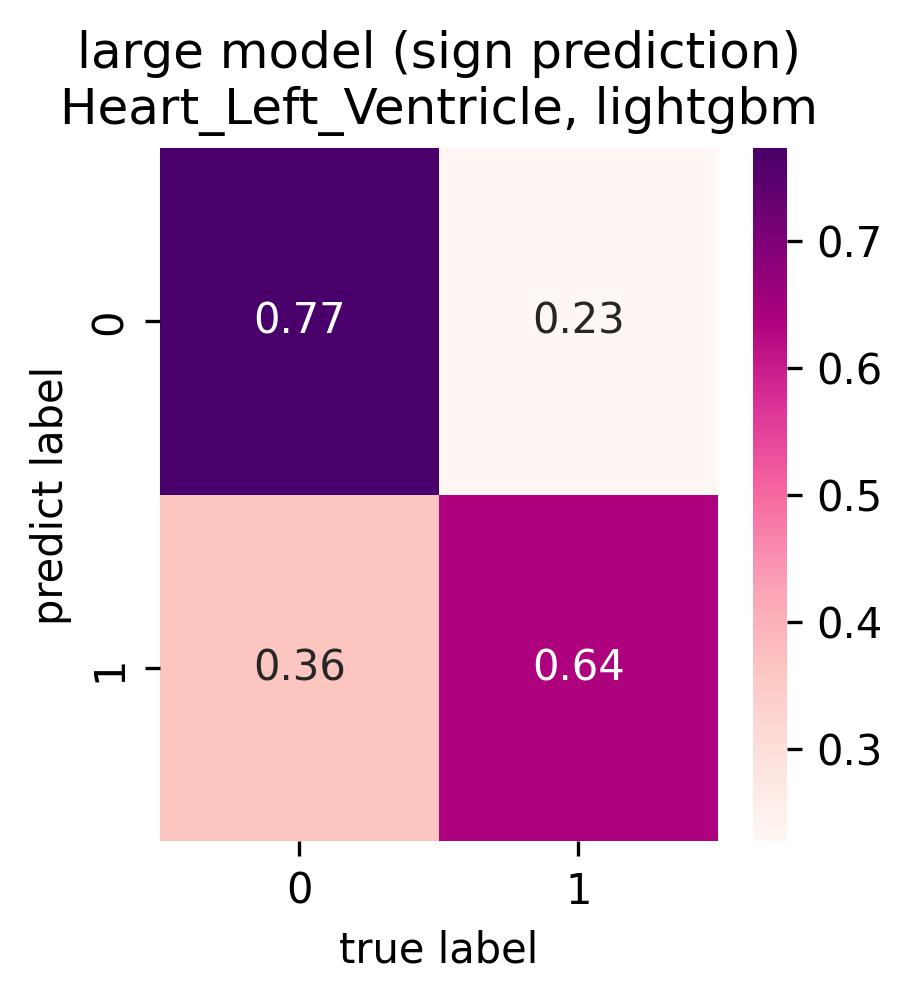 large model (sign prediction)
Heart_Left_Ventricle, lightgbm
0.77 0.23
0.36 0.64
0
1
predict label
0 1
true label
0.7
0.6
0.5
0.4
0.3